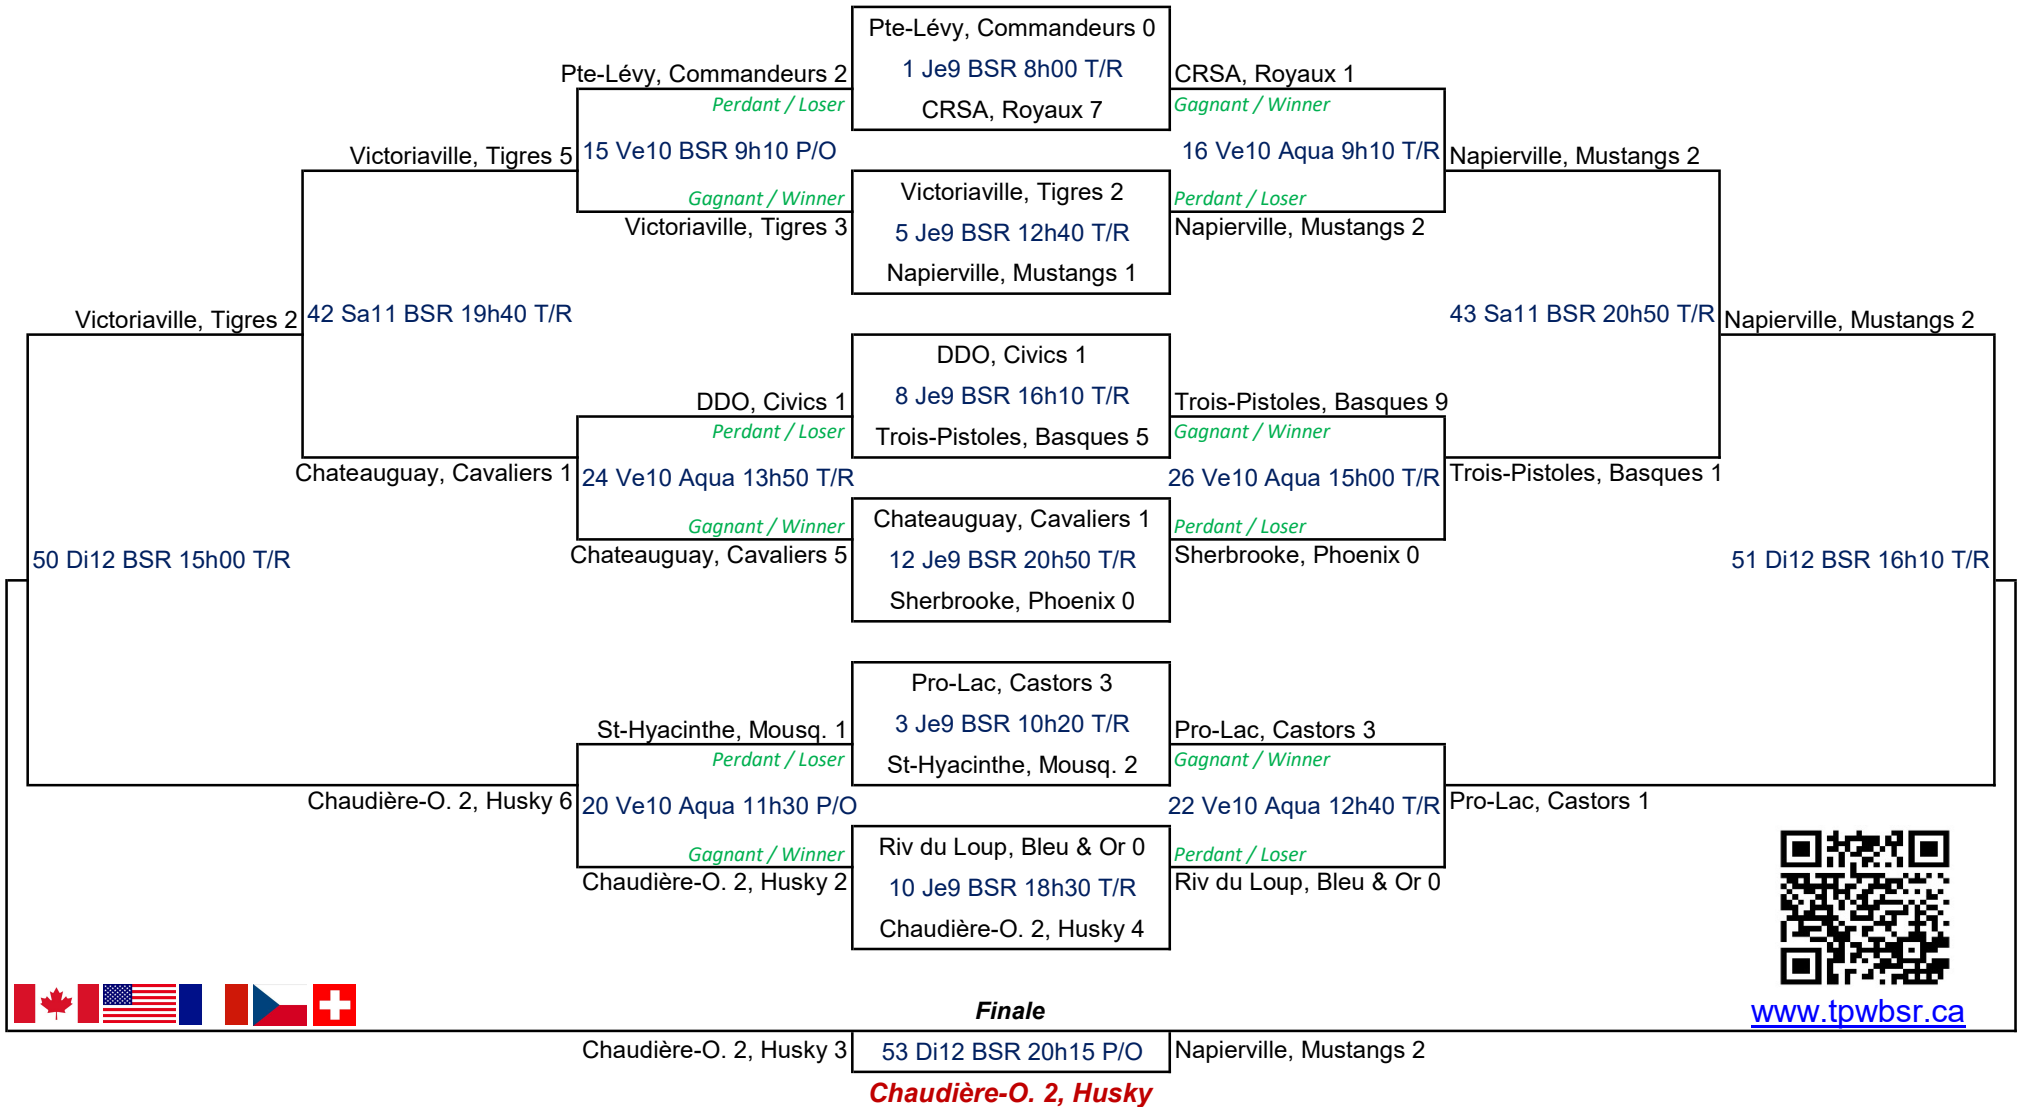 Pte-Lévy, Commandeurs 0
Pte-Lévy, Commandeurs 2
1 Je9 BSR 8h00 T/R
CRSA, Royaux 1
Perdant / Loser
CRSA, Royaux 7
Gagnant / Winner
Victoriaville, Tigres 5
15 Ve10 BSR 9h10 P/O
16 Ve10 Aqua 9h10 T/R
Napierville, Mustangs 2
Gagnant / Winner
Victoriaville, Tigres 2
Perdant / Loser
Victoriaville, Tigres 3
5 Je9 BSR 12h40 T/R
Napierville, Mustangs 2
Napierville, Mustangs 1
Victoriaville, Tigres 2
42 Sa11 BSR 19h40 T/R
43 Sa11 BSR 20h50 T/R
Napierville, Mustangs 2
DDO, Civics 1
DDO, Civics 1
8 Je9 BSR 16h10 T/R
Trois-Pistoles, Basques 9
Perdant / Loser
Trois-Pistoles, Basques 5
Gagnant / Winner
Chateauguay, Cavaliers 1
24 Ve10 Aqua 13h50 T/R
26 Ve10 Aqua 15h00 T/R
Trois-Pistoles, Basques 1
Gagnant / Winner
Chateauguay, Cavaliers 1
Perdant / Loser
50 Di12 BSR 15h00 T/R
Chateauguay, Cavaliers 5
12 Je9 BSR 20h50 T/R
Sherbrooke, Phoenix 0
51 Di12 BSR 16h10 T/R
Sherbrooke, Phoenix 0
Pro-Lac, Castors 3
St-Hyacinthe, Mousq. 1
3 Je9 BSR 10h20 T/R
Pro-Lac, Castors 3
Perdant / Loser
St-Hyacinthe, Mousq. 2
Gagnant / Winner
Chaudière-O. 2, Husky 6
20 Ve10 Aqua 11h30 P/O
22 Ve10 Aqua 12h40 T/R
Pro-Lac, Castors 1
Gagnant / Winner
Riv du Loup, Bleu & Or 0
Perdant / Loser
Chaudière-O. 2, Husky 2
10 Je9 BSR 18h30 T/R
Riv du Loup, Bleu & Or 0
Chaudière-O. 2, Husky 4
Finale
www.tpwbsr.ca
Chaudière-O. 2, Husky 3
53 Di12 BSR 20h15 P/O
Napierville, Mustangs 2
Chaudière-O. 2, Husky